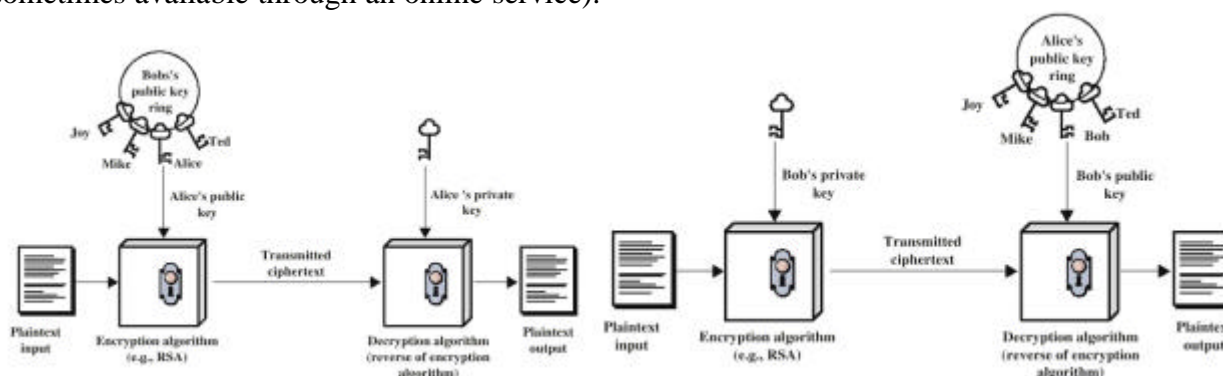 sometimes available through an online service).
Bobs's
public key
ring
Joy
Mike
Alice
Ted
Alice's public
key
Alice 's private
key
Transmitted
ciphertext
Plaintext
input
Encryption algorithm
(e.g., RSA)
Decryption algorithm
(reverse of encryption
algorithm)
Plaintext
output
Alice's
public key
ring
Joy
Mike
Bob
Ted
Bob's private
key
Bob's public
key
Transmitted
ciphertext
Plaintext
input
Encryption algorithm
(e.g., RSA)
Decryption algorithm
(reverse of encryption
algorithm)
Plaintext
output